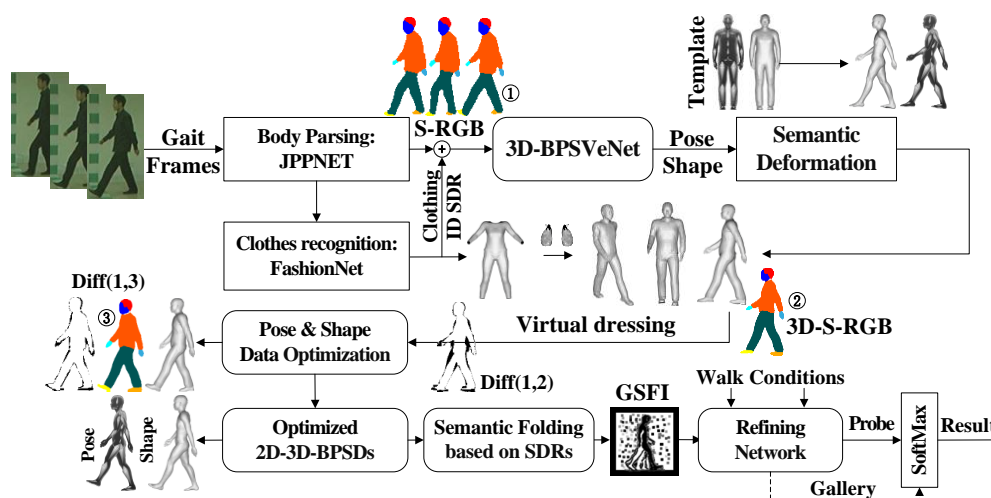 Template
Gait
Frames
Body Parsing:
JPPNET
S-RGB
①
3D-BPSVeNet
Pose
Shape
Semantic
Deformation
Clothing
ID SDR
Clothes recognition:
FashionNet
Virtual dressing
②
3D-S-RGB
Diff(1,3)
③
Pose & Shape
Data Optimization
Diff(1,2)
Pose
Shape
Optimized
2D-3D-BPSDs
Semantic Folding
based on SDRs
GSFI
Walk Conditions
Refining
Network
Probe
Gallery
SoftMax
Result